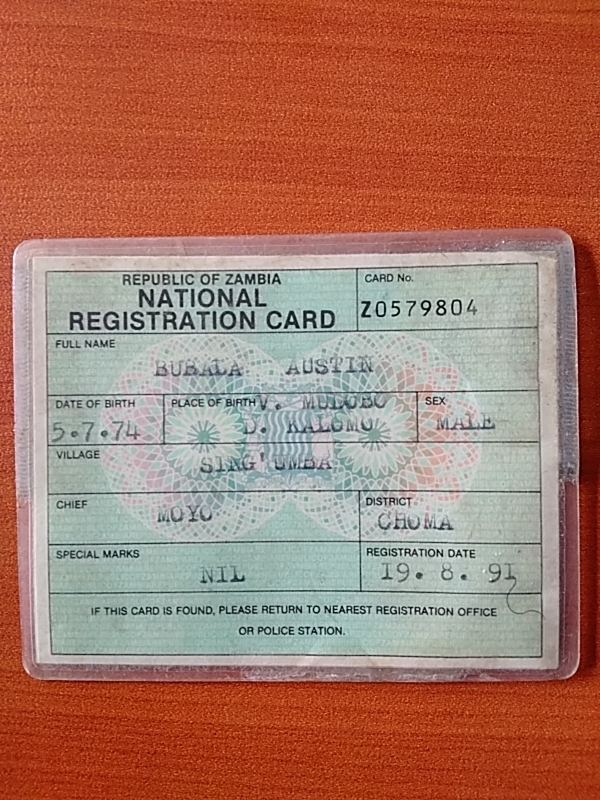 REPUBLIC OF ZAMBIA
NATIONAL
REGISTRATION CARD
CARD No.
Z0579804
FULL NAME
BUBALA AUSTIN
DATE OF BIRTH
5.7.74
PLACE OF BIRTH V. MULOBO
D. KALOMO
SEX
MALE
VILLAGE
SING'UMBA
CHIEF
MOYO
DISTRICT
CHOMA
SPECIAL MARKS
NIL
REGISTRATION DATE
19. 8. 91
IF THIS CARD IS FOUND, PLEASE RETURN TO NEAREST REGISTRATION OFFICE
OR POLICE STATION.